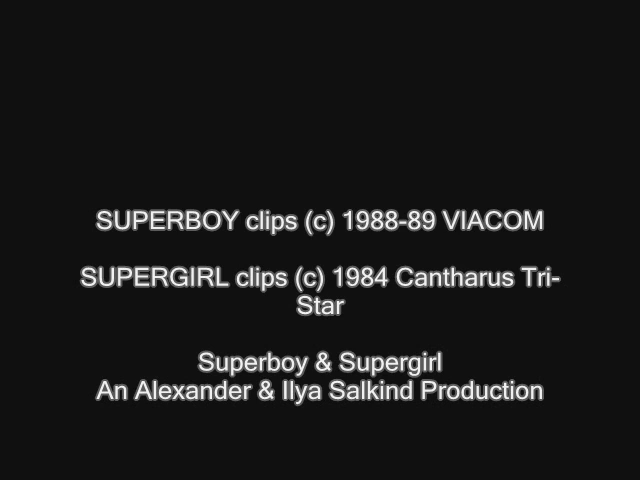 SUPERBOY clips (c) 1988-89 VIACOM
SUPERGIRL clips (c) 1984 Cantharus Tri-
Star
Superboy & Supergirl
An Alexander & Ilya Salkind Production